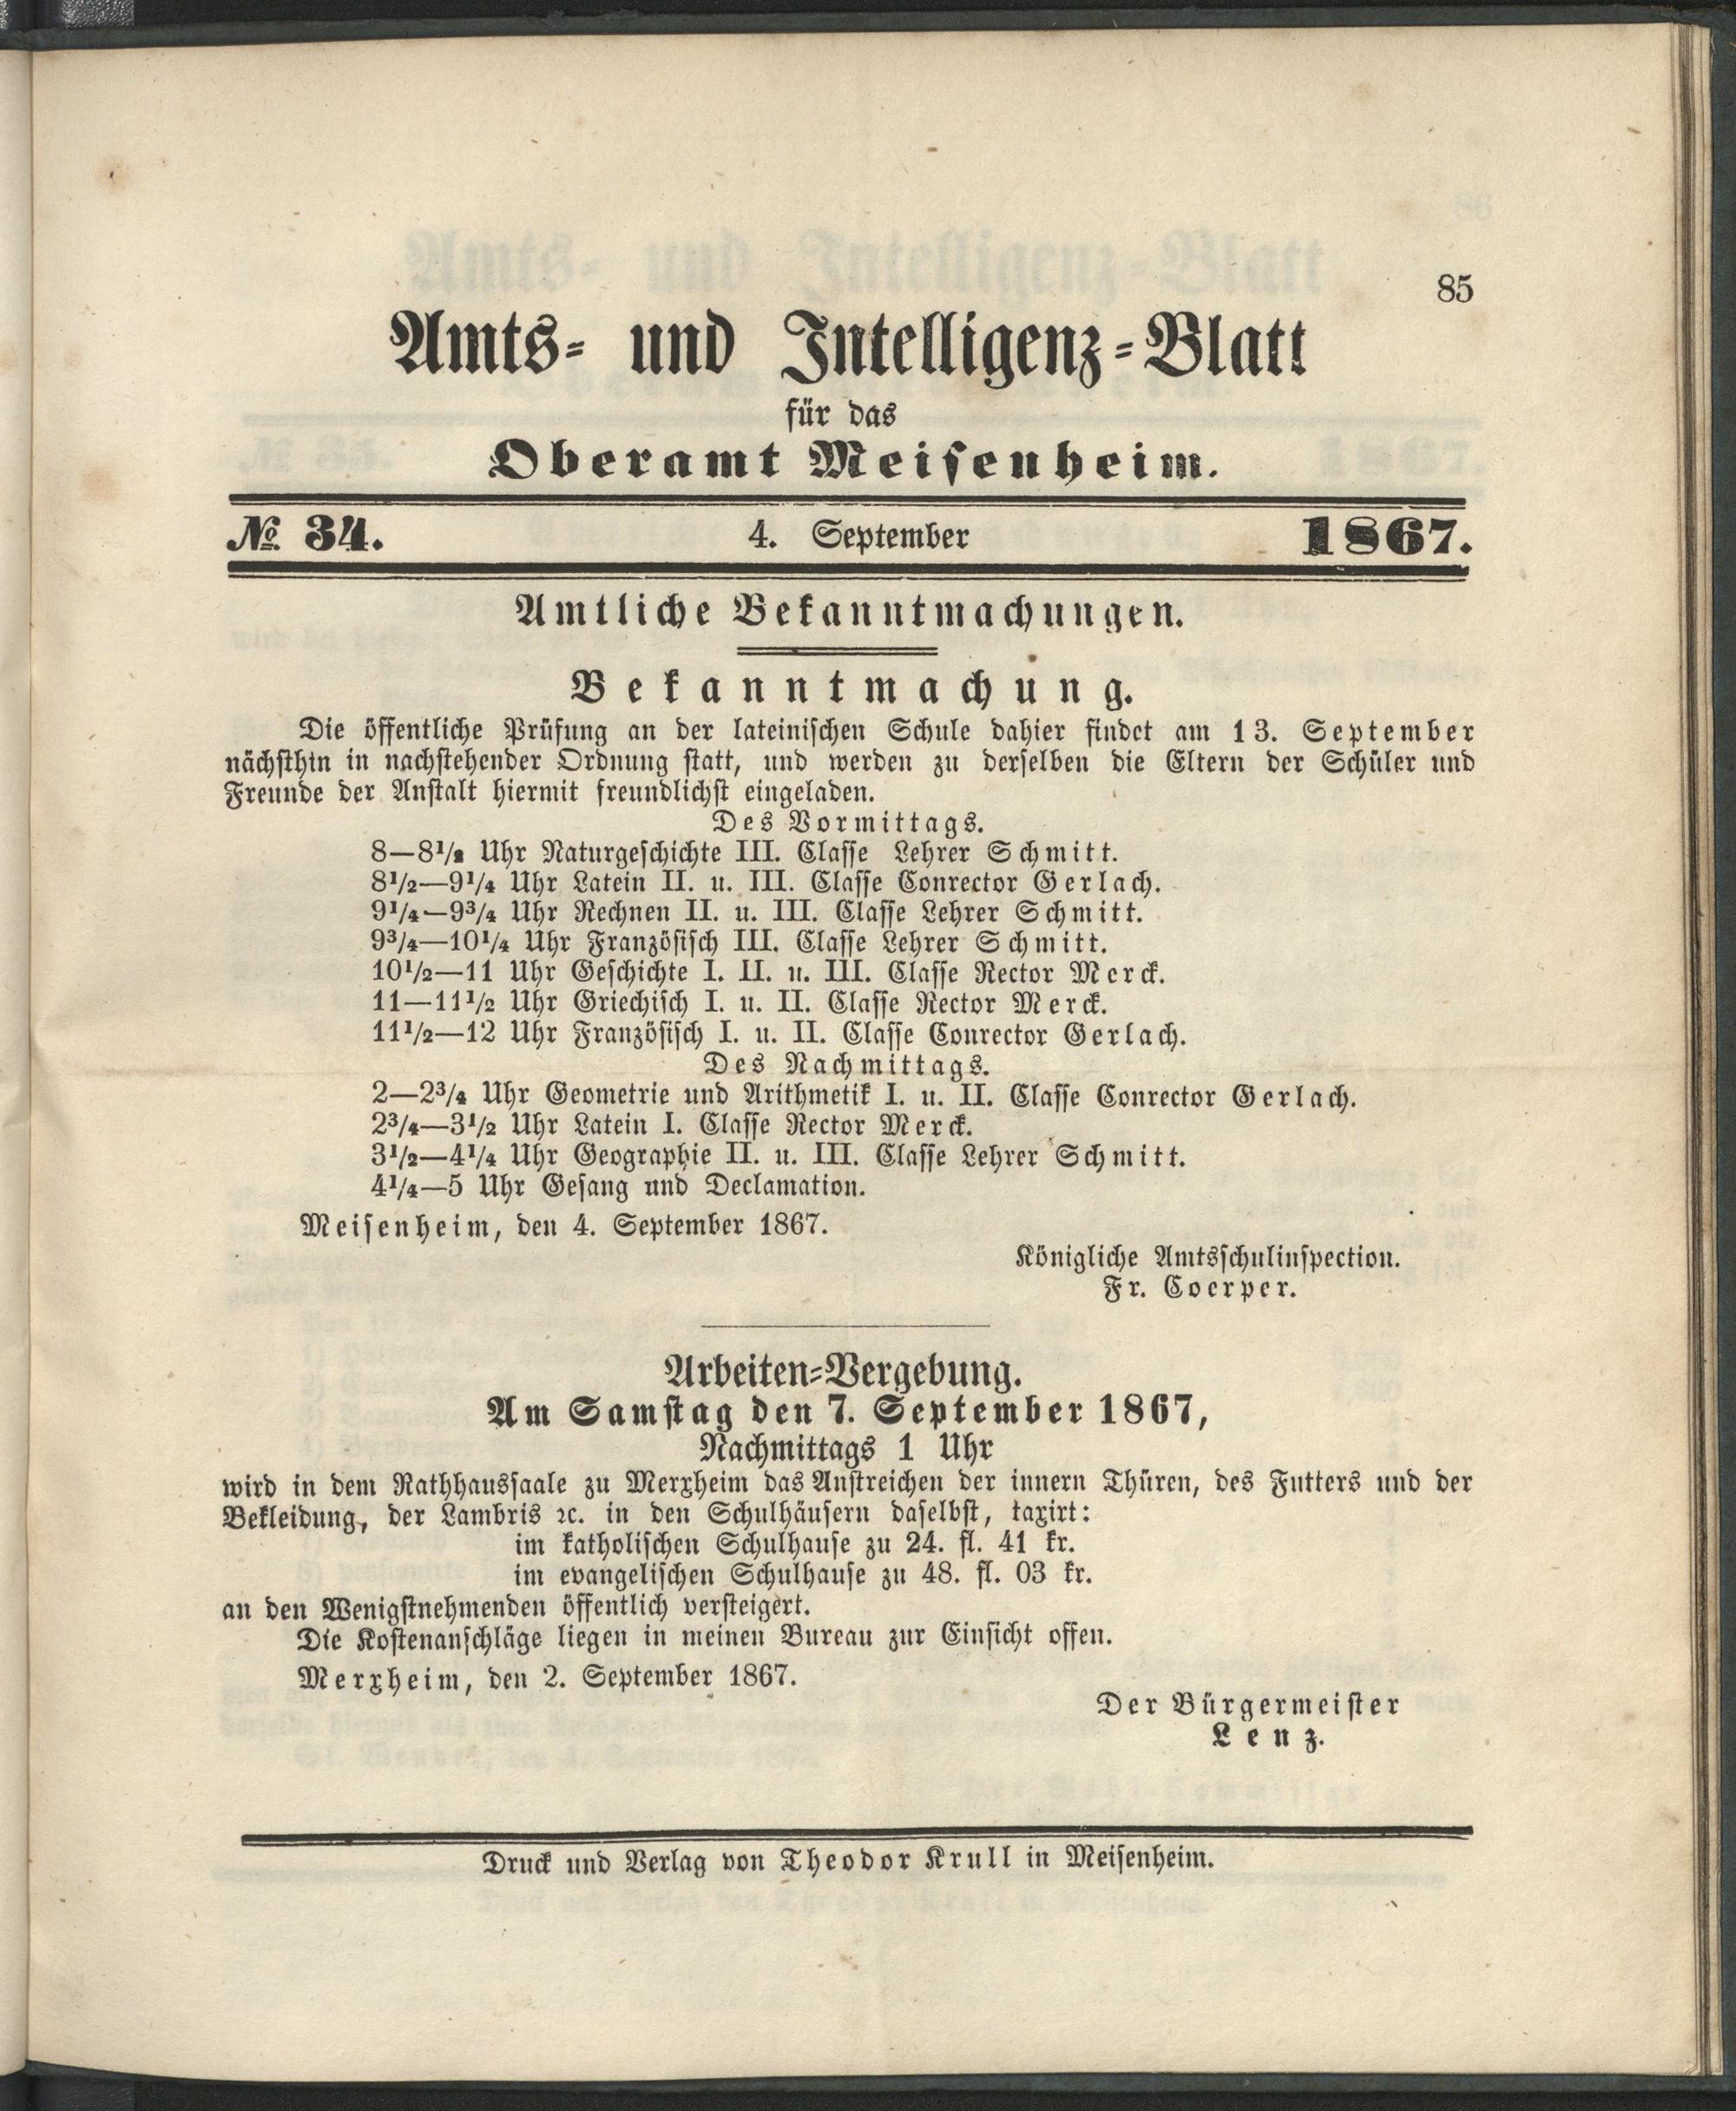 85
Amts- und Intelligenz-Blatt
für das
Oberamt Meisenheim.
№ 34. 4. September 1867.
Amtliche Bekanntmachungen.
Bekanntmachung.
Die öffentliche Prüfung an der lateinischen Schule dahier findet am 13. September
nächsthin in nachstehender Ordnung statt, und werden zu derselben die Eltern der Schüler und
Freunde der Anstalt hiermit freundlichst eingeladen.
Des Vormittags.
8—8½ Uhr Naturgeschichte III. Classe Lehrer Schmitt.
8½—9¼ Uhr Latein II. u. III. Classe Conrector Gerlach.
9¼—9¾ Uhr Rechnen II. u. III. Classe Lehrer Schmitt.
9¾—10¼ Uhr Französisch III. Classe Lehrer Schmitt.
10½—11 Uhr Geschichte I. II. u. III. Classe Rector Merck.
11—11½ Uhr Griechisch I. u. II. Classe Rector Merck.
11½—12 Uhr Französisch I. u. II. Classe Conrector Gerlach.
Des Nachmittags.
2—2¾ Uhr Geometrie und Arithmetik I. u. II. Classe Conrector Gerlach.
2¾—3½ Uhr Latein I. Classe Rector Merck.
3½—4¼ Uhr Geographie II. u. III. Classe Lehrer Schmitt.
4¼—5 Uhr Gesang und Declamation.
Meisenheim, den 4. September 1867.
Königliche Amtsschulinspection.
Fr. Coerper.
Arbeiten-Vergebung.
Am Samstag den 7. September 1867,
Nachmittags 1 Uhr
wird in dem Rathhaussaale zu Merxheim das Anstreichen der innern Thüren, des Futters und der
Bekleidung, der Lambris ꝛc. in den Schulhäusern daselbst, taxirt:
im katholischen Schulhause zu 24. fl. 41 kr.
im evangelischen Schulhause zu 48. fl. 03 kr.
an den Wenigstnehmenden öffentlich versteigert.
Die Kostenanschläge liegen in meinen Bureau zur Einsicht offen.
Merxheim, den 2. September 1867.
Der Bürgermeister
Lenz.
Druck und Verlag von Theodor Krull in Meisenheim.